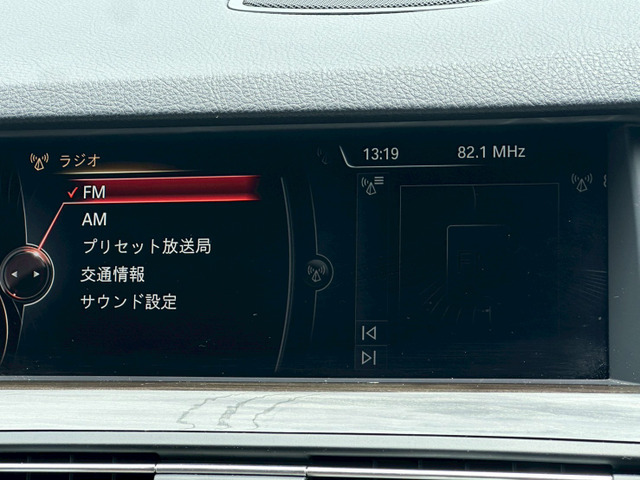 ラジオ
13:19 82.1 MHz
FM
AM
プリセット放送局
交通情報
サウンド設定